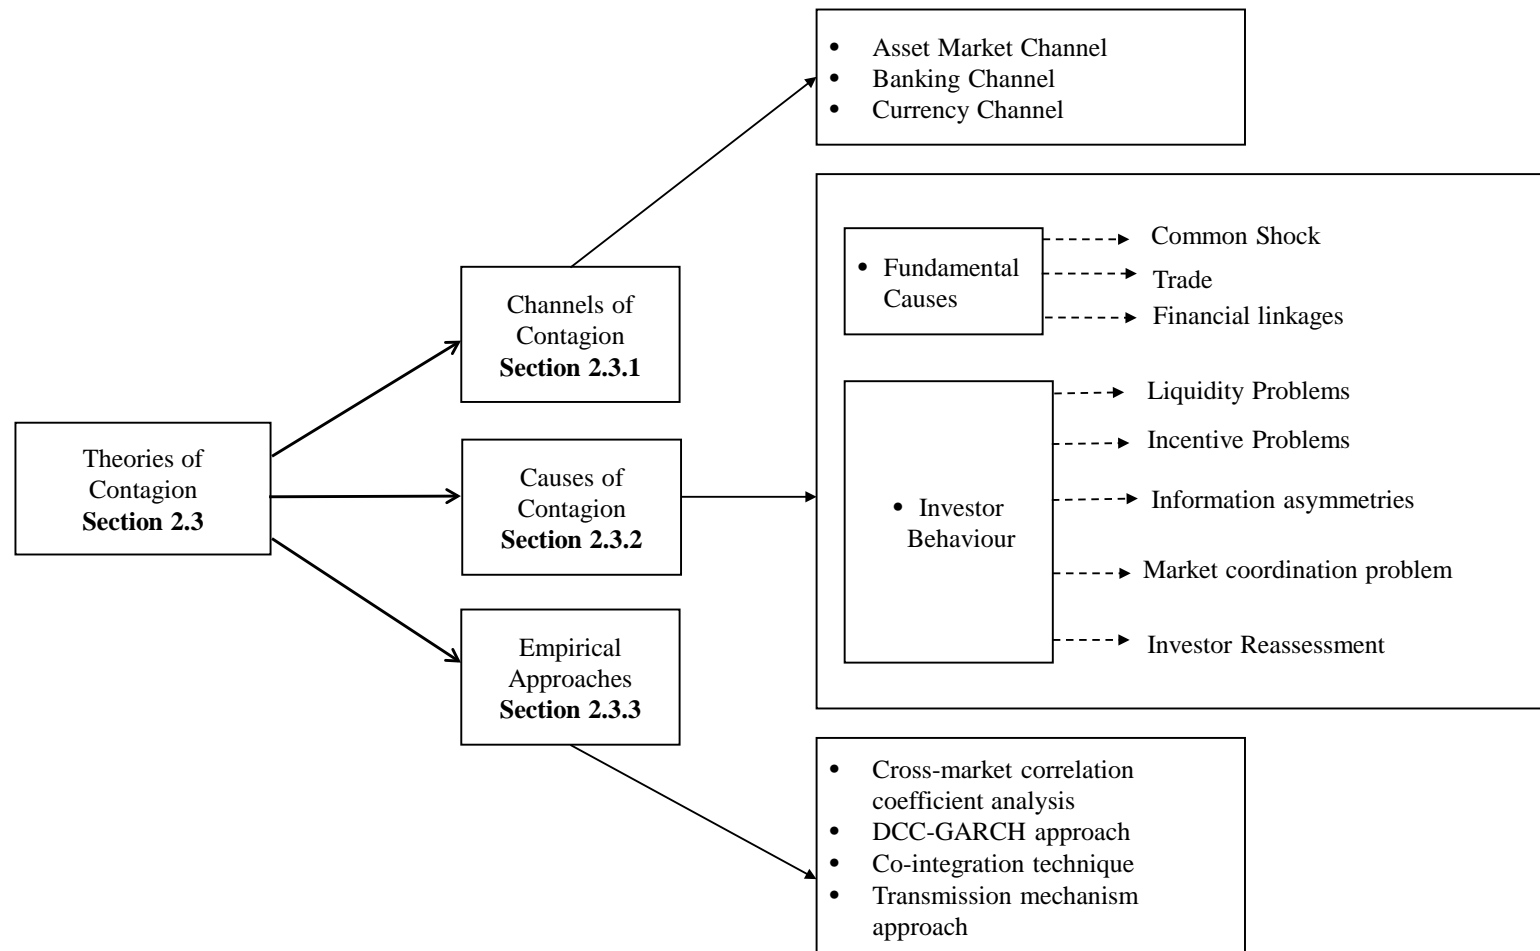 Theories of
Contagion
Section 2.3
Channels of
Contagion
Section 2.3.1
Causes of
Contagion
Section 2.3.2
Empirical
Approaches
Section 2.3.3
• Asset Market Channel
• Banking Channel
• Currency Channel
• Fundamental
Causes
Common Shock
Trade
Financial linkages
• Investor
Behaviour
Liquidity Problems
Incentive Problems
Information asymmetries
Market coordination problem
Investor Reassessment
• Cross-market correlation
coefficient analysis
• DCC-GARCH approach
• Co-integration technique
• Transmission mechanism
approach